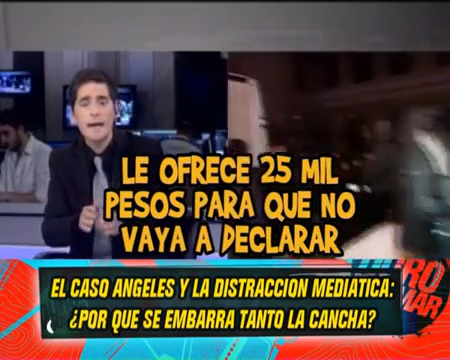 LE OFRECE 25 MIL
PESOS PARA QUE NO
VAYA A DECLARAR
EL CASO ANGELES Y LA DISTRACCION MEDIATICA:
¿POR QUE SE EMBARRA TANTO LA CANCHA?